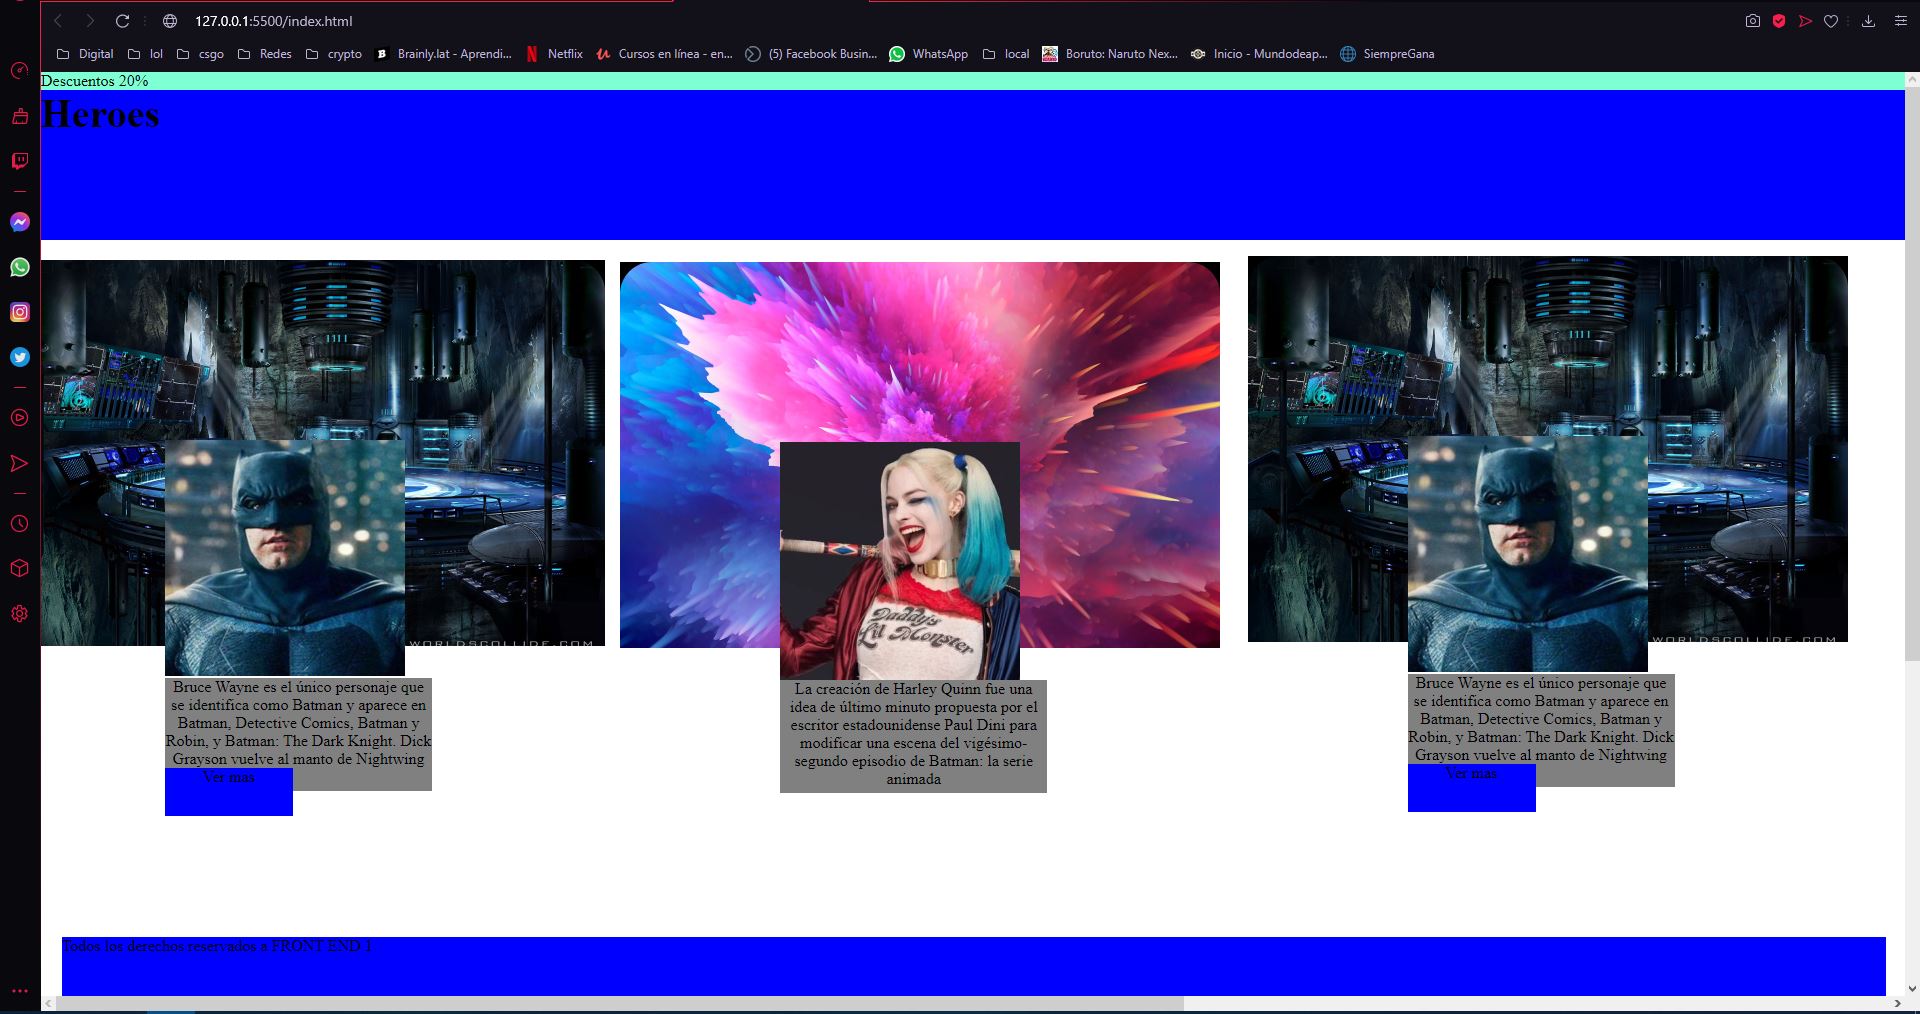 127.0.0.1:5500/index.html
Digital lol csgo Redes crypto Brainly.lat - Aprendi... Netflix Cursos en línea - en... (5) Facebook Busin... WhatsApp local Boruto: Naruto Nex... Inicio - Mundodeap... SiempreGana
Descuentos 20%
Heroes
WORLDSCOLLIDE.COM
Daddy's
Lil Monster
WORLDSCOLLIDE.COM
Bruce Wayne es el único personaje que
se identifica como Batman y aparece en
Batman, Detective Comics, Batman y
Robin, y Batman: The Dark Knight. Dick
Grayson vuelve al manto de Nightwing
Ver mas
La creación de Harley Quinn fue una
idea de último minuto propuesta por el
escritor estadounidense Paul Dini para
modificar una escena del vigésimo-
segundo episodio de Batman: la serie
animada
Bruce Wayne es el único personaje que
se identifica como Batman y aparece en
Batman, Detective Comics, Batman y
Robin, y Batman: The Dark Knight. Dick
Grayson vuelve al manto de Nightwing
Ver mas
Todos los derechos reservados a FRONT END 1